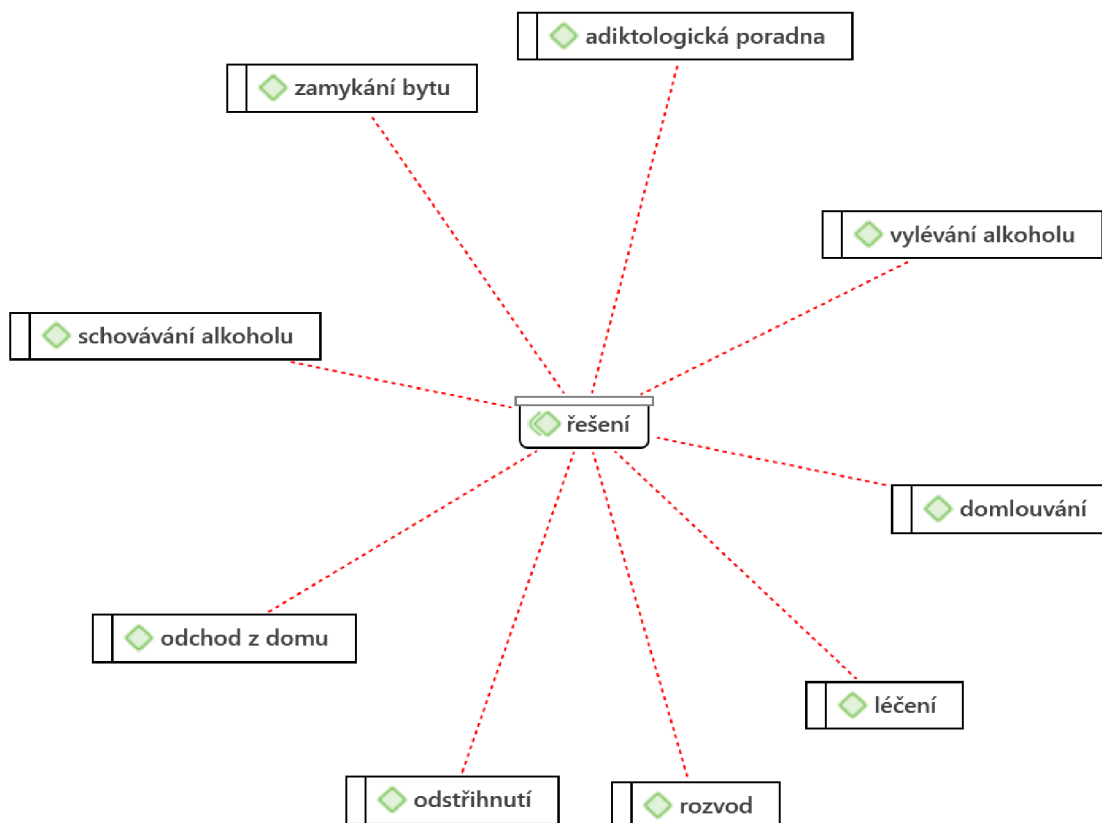 adiktologická poradna
zamykání bytu
vylévání alkoholu
schovávání alkoholu
řešení
domlouvání
odchod z domu
léčení
odstřihnutí
rozvod